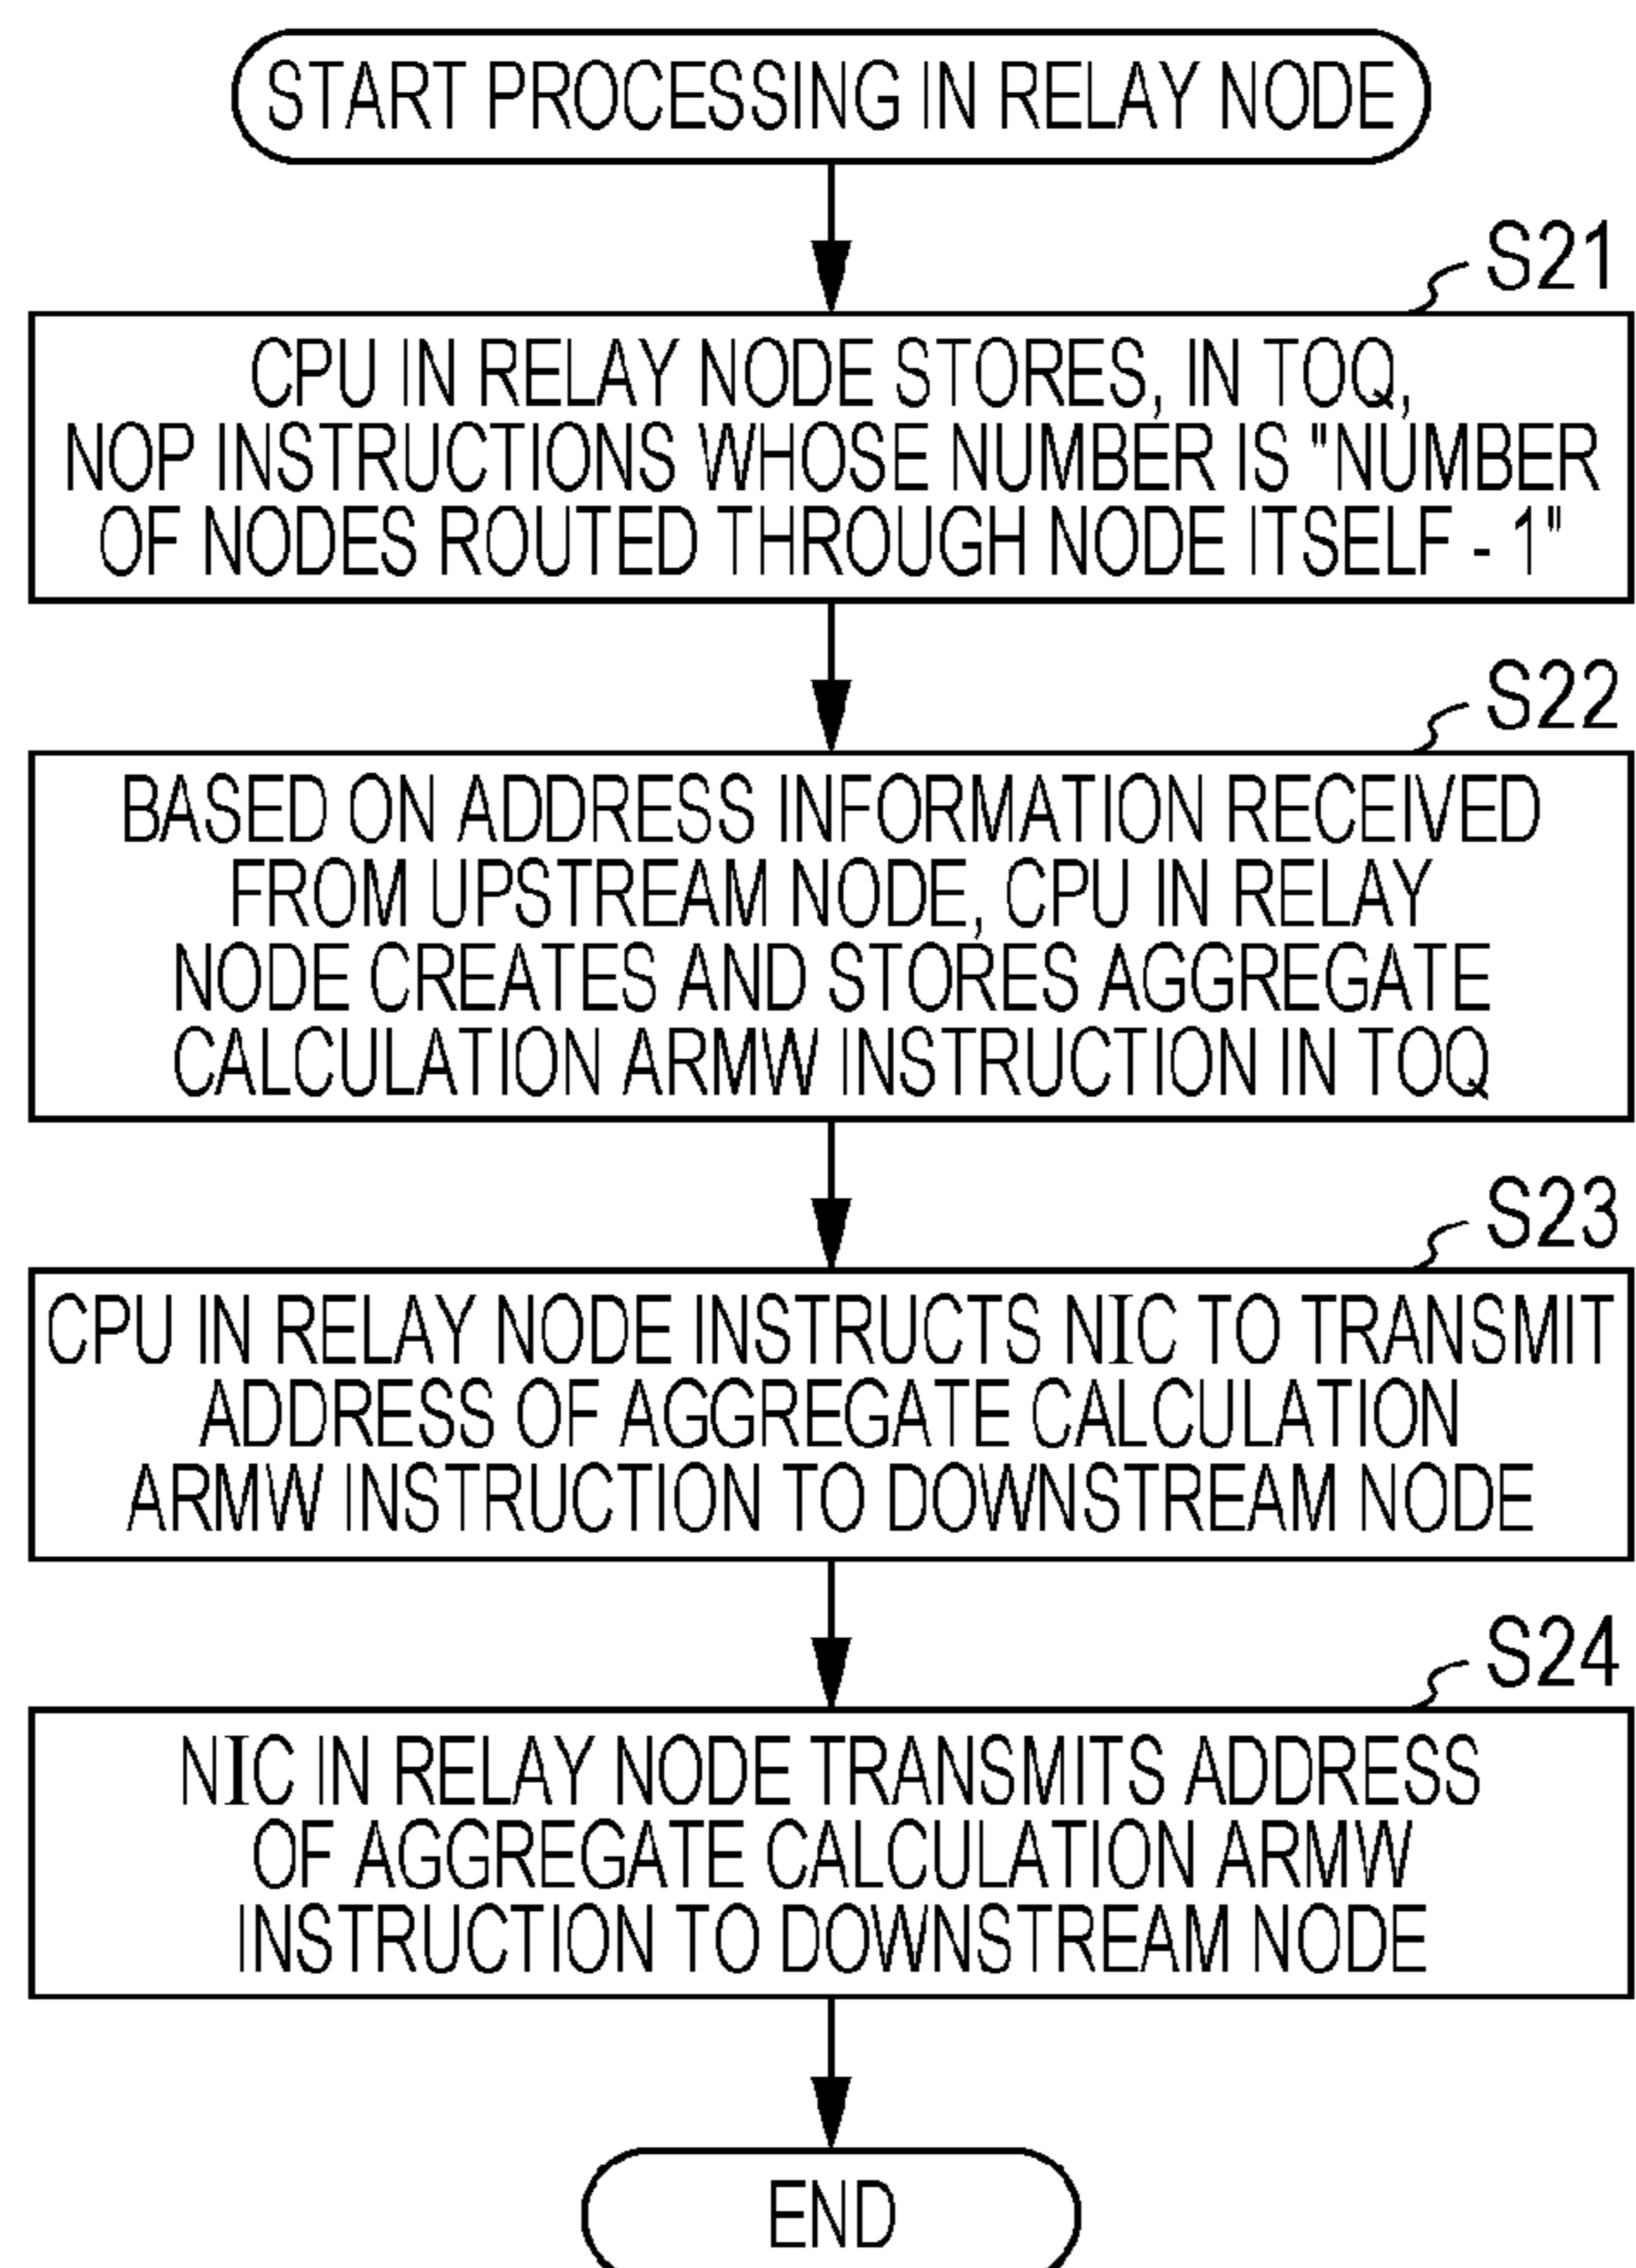 START PROCESSING IN RELAY NODE
S21
CPU IN RELAY NODE STORES, IN TOQ,
NOP INSTRUCTIONS WHOSE NUMBER IS "NUMBER
OF NODES ROUTED THROUGH NODE ITSELF - 1"
S22
BASED ON ADDRESS INFORMATION RECEIVED
FROM UPSTREAM NODE, CPU IN RELAY
NODE CREATES AND STORES AGGREGATE
CALCULATION ARMW INSTRUCTION IN TOQ
S23
CPU IN RELAY NODE INSTRUCTS NIC TO TRANSMIT
ADDRESS OF AGGREGATE CALCULATION
ARMW INSTRUCTION TO DOWNSTREAM NODE
S24
NIC IN RELAY NODE TRANSMITS ADDRESS
OF AGGREGATE CALCULATION ARMW
INSTRUCTION TO DOWNSTREAM NODE
END